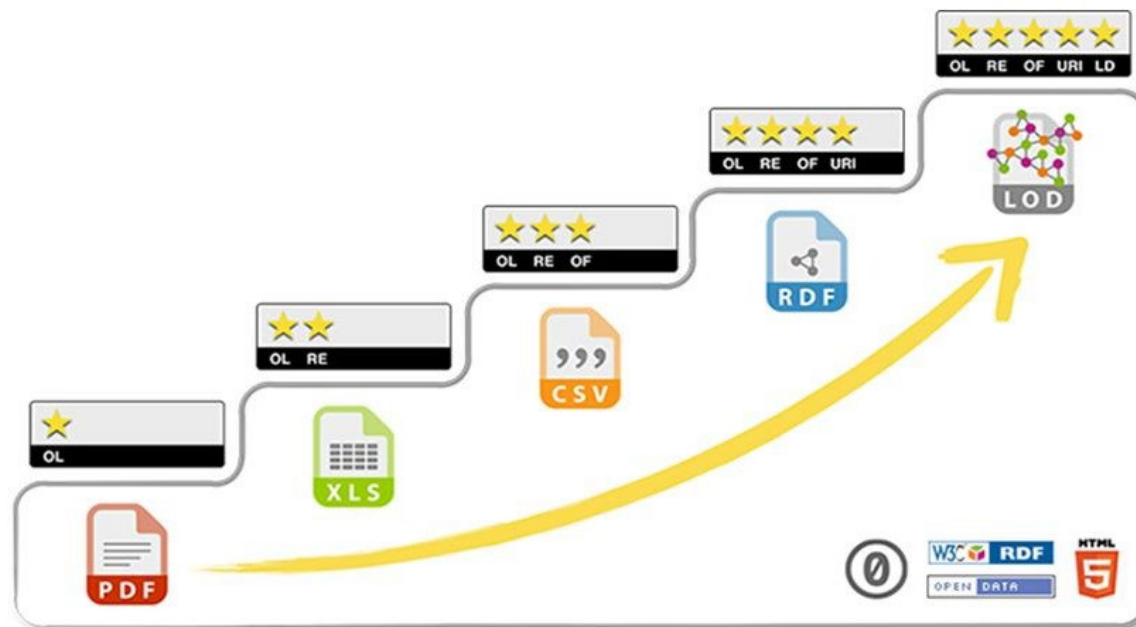 OL RE OF URI LD
LOD
OL RE OF URI
RDF
OL RE OF
,,,
CSV
OL RE
XLS
OL
PDF
0
W3C RDF
OPEN DATA
HTML
5